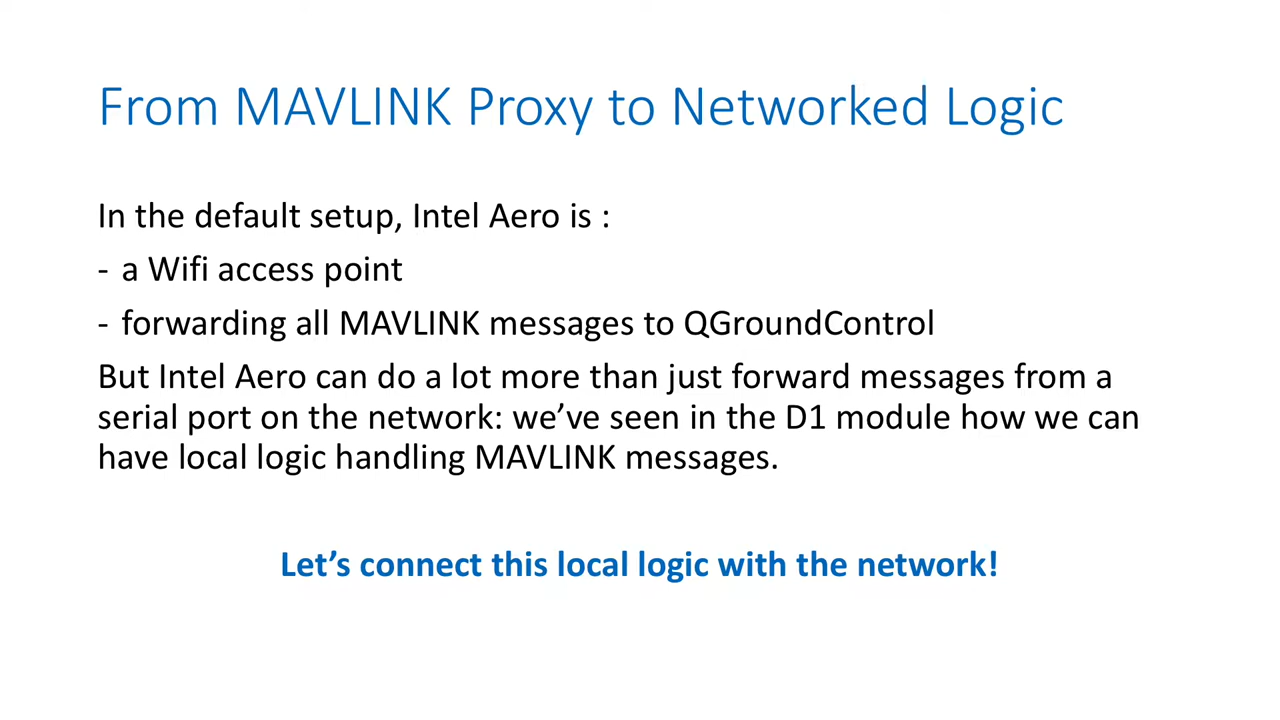 From MAVLINK Proxy to Networked Logic
In the default setup, Intel Aero is :
- a Wifi access point
- forwarding all MAVLINK messages to QGroundControl
But Intel Aero can do a lot more than just forward messages from a
serial port on the network: we’ve seen in the D1 module how we can
have local logic handling MAVLINK messages.
Let’s connect this local logic with the network!